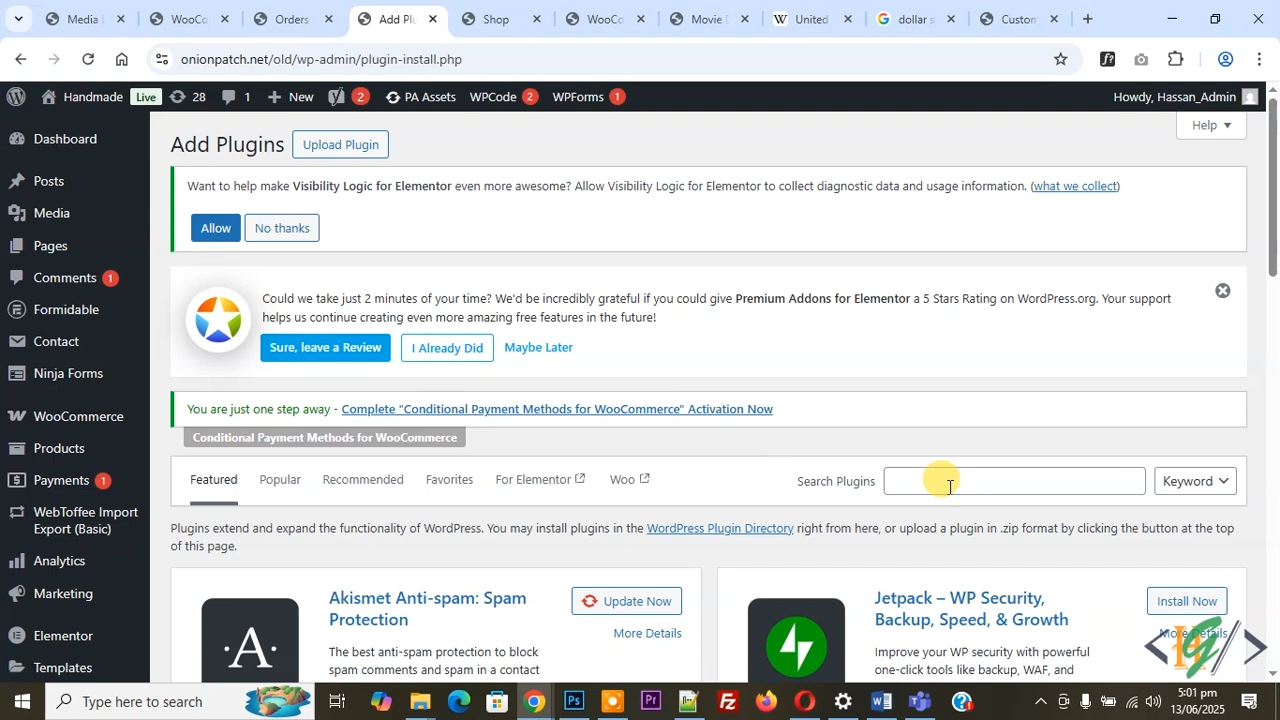 Media
WooCo
Orders
Add Plu
Shop
WooCo
Movie D
United
dollar s
Custom
onionpatch.net/old/wp-admin/plugin-install.php
Handmade Live 28 1 New 2 PA Assets WPCode 2 WPForms 1 Howdy, Hassan_Admin
Help
Dashboard
Posts
Media
Pages
Comments 1
Formidable
Contact
Ninja Forms
WooCommerce
Products
Payments 1
WebToffee Import
Export (Basic)
Analytics
Marketing
Elementor
Templates
Add Plugins Upload Plugin
Want to help make Visibility Logic for Elementor even more awesome? Allow Visibility Logic for Elementor to collect diagnostic data and usage information. (what we collect)
Allow No thanks
Could we take just 2 minutes of your time? We'd be incredibly grateful if you could give Premium Addons for Elementor a 5 Stars Rating on WordPress.org. Your support
helps us continue creating even more amazing free features in the future!
Sure, leave a Review I Already Did Maybe Later
You are just one step away - Complete "Conditional Payment Methods for WooCommerce" Activation Now
Conditional Payment Methods for WooCommerce
Featured Popular Recommended Favorites For Elementor Woo Search Plugins Keyword
Plugins extend and expand the functionality of WordPress. You may install plugins in the WordPress Plugin Directory right from here, or upload a plugin in .zip format by clicking the button at the top
of this page.
Akismet Anti-spam: Spam
Protection
Update Now
More Details
The best anti-spam protection to block
spam comments and spam in a contact
Jetpack – WP Security,
Backup, Speed, & Growth
Install Now
More Details
Improve your WP security with powerful
one-click tools like backup, WAF, and
Type here to search
5:01 pm
13/06/2025